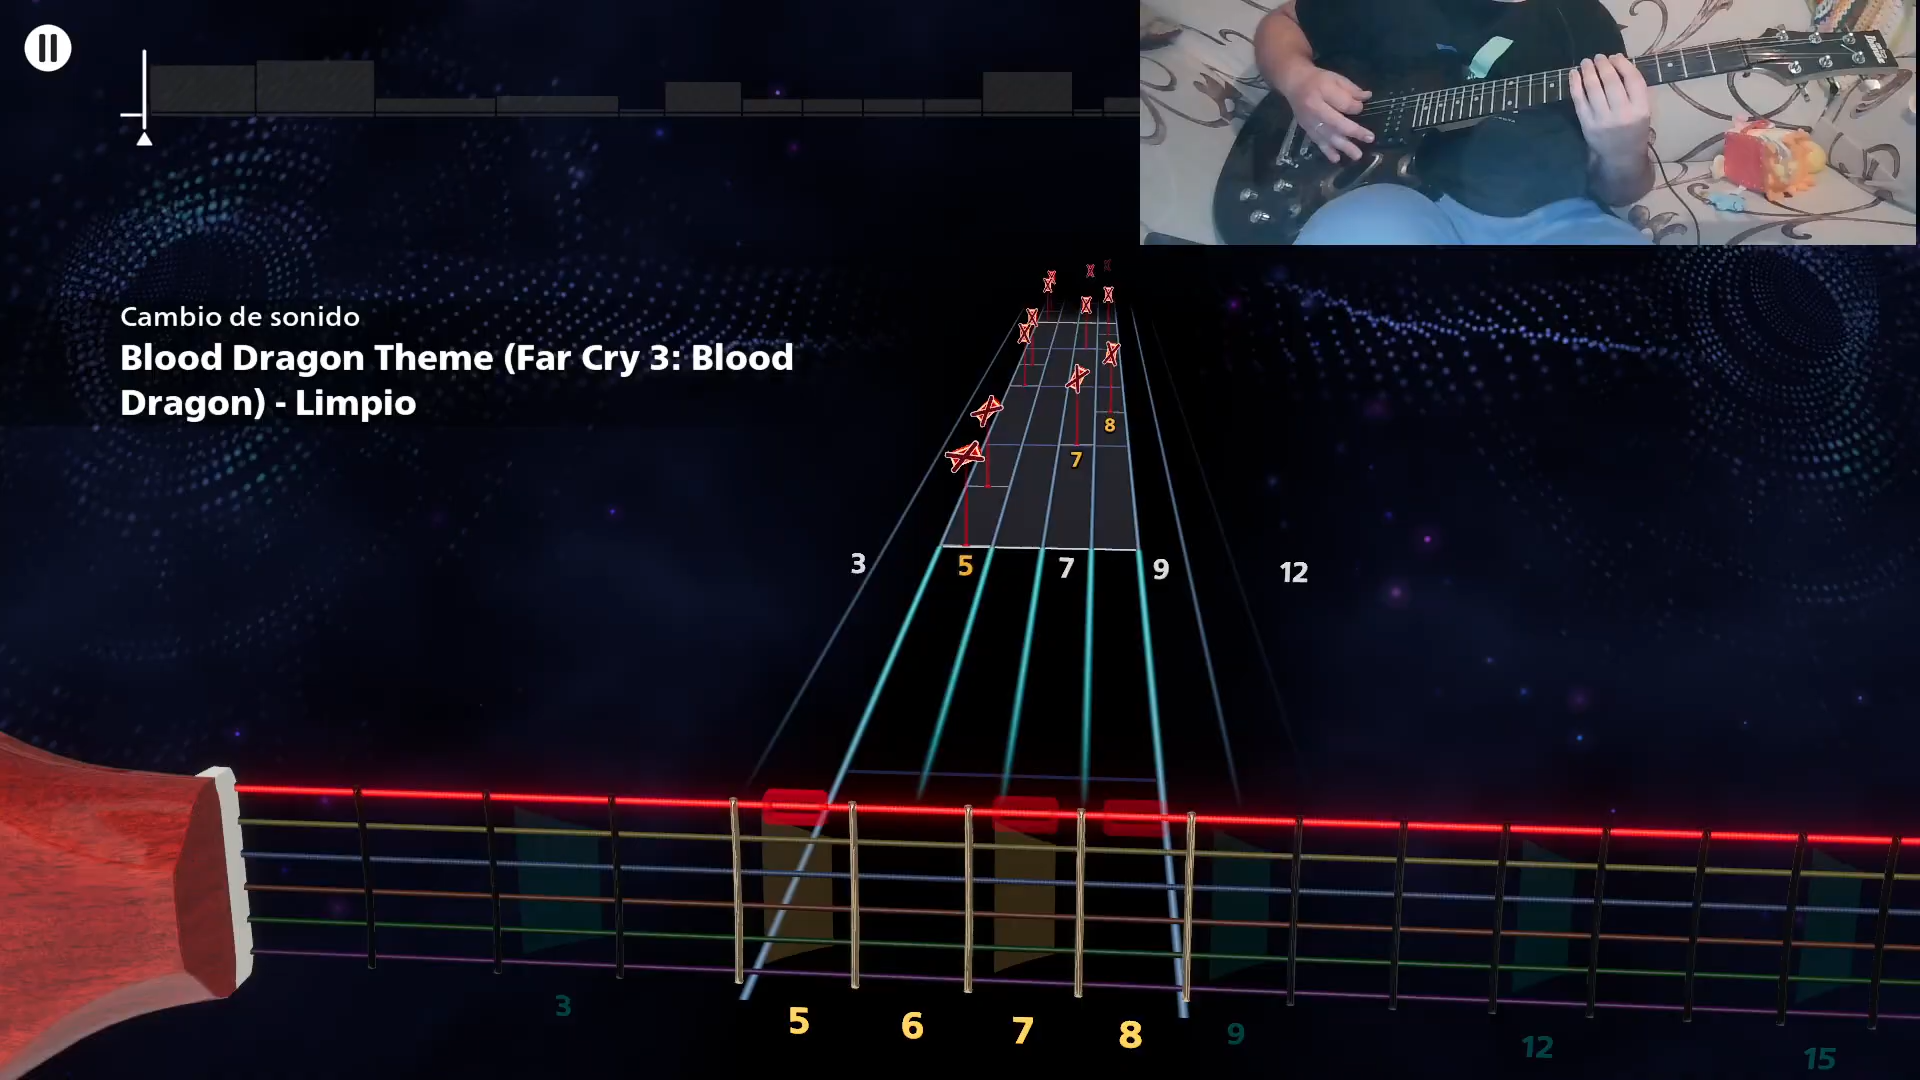 Cambio de sonido
Blood Dragon Theme (Far Cry 3: Blood
Dragon) - Limpio
8
7
3 5 7 9 12
5 6 7 8
3 9 12 15